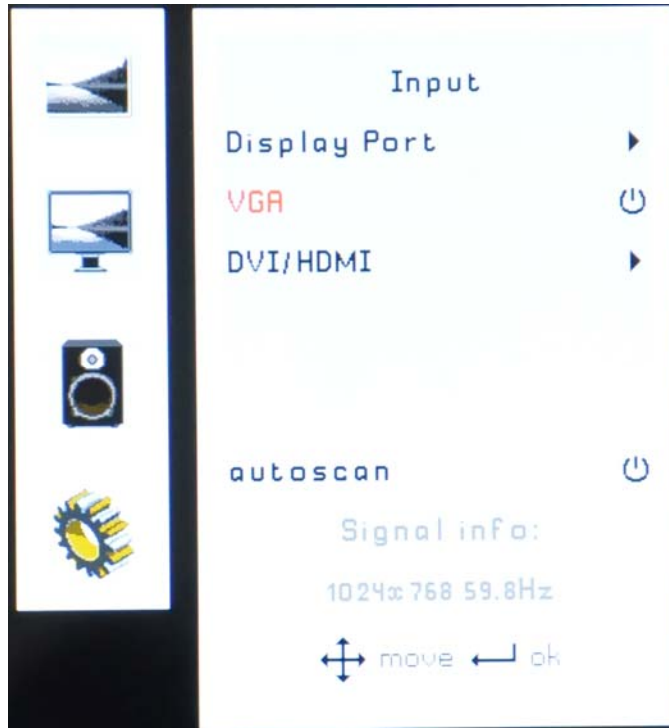 Input
Display Port
VGA
DVI/HDMI
autoscan
Signal info:
1024x768 59.8Hz
move ok